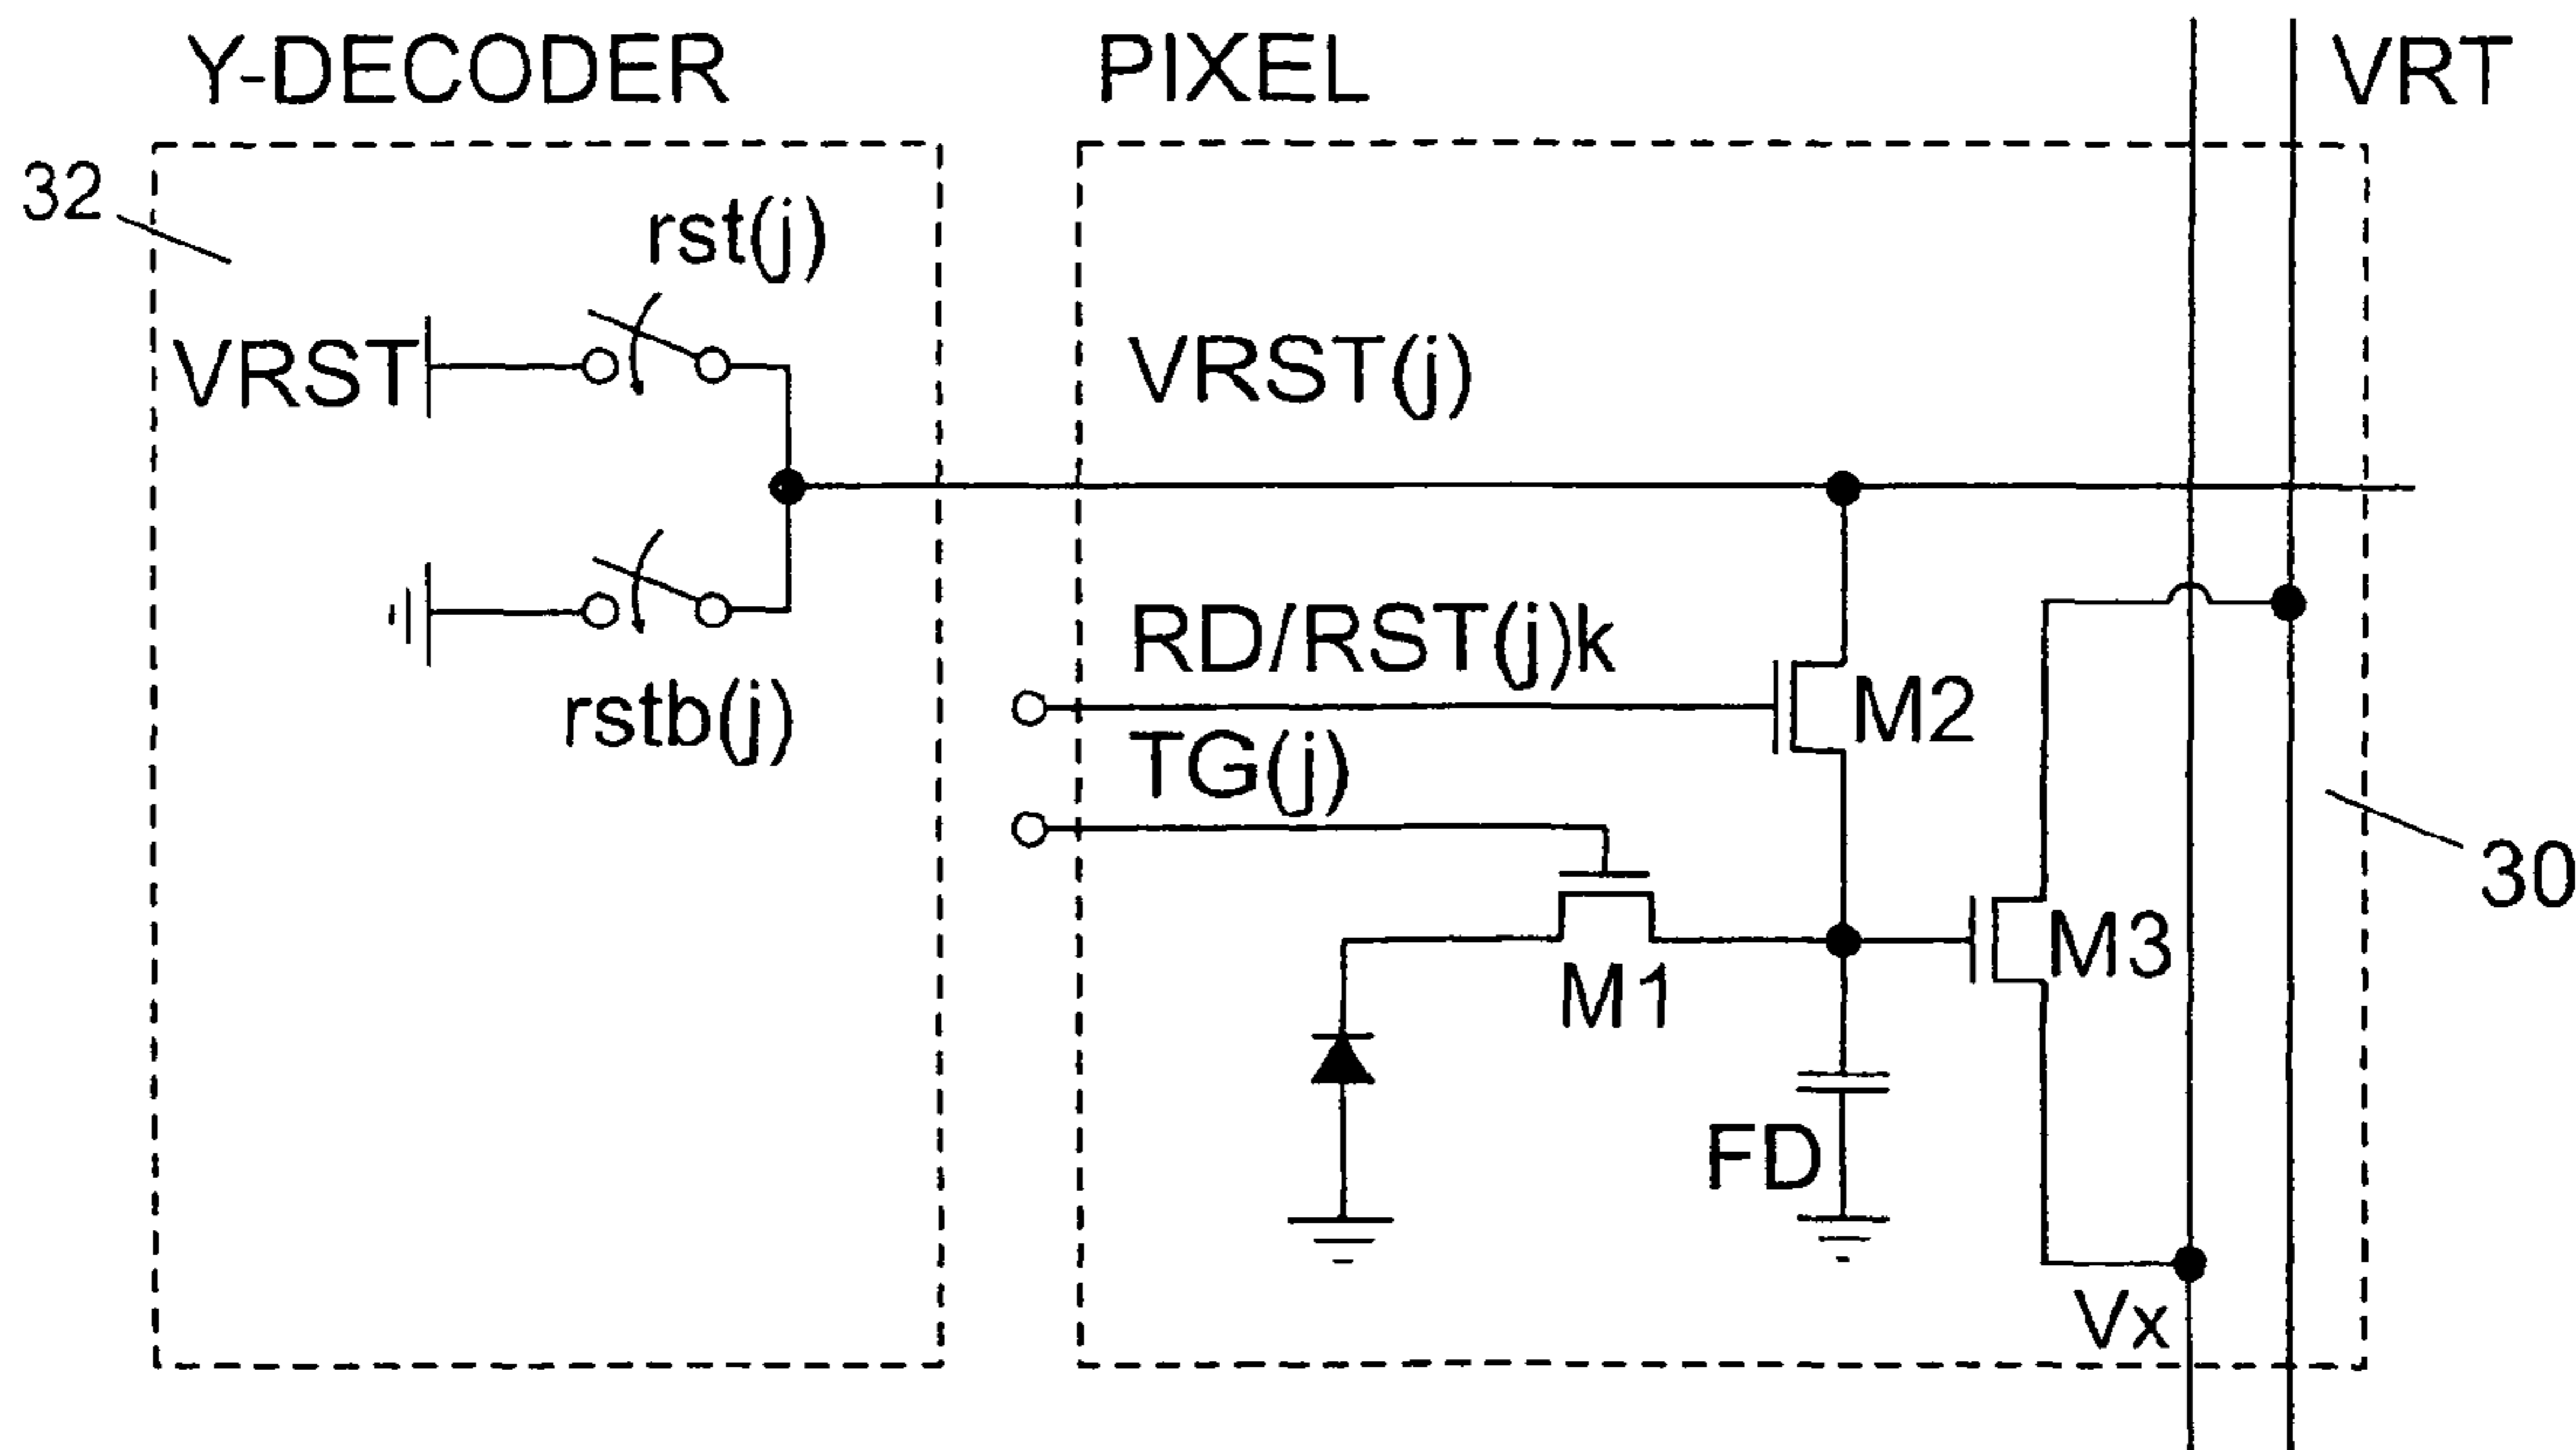 Y-DECODER
PIXEL
VRT
32
rst(j)
VRST
VRST(j)
rstb(j)
RD/RST(j)k
M2
TG(j)
30
M3
M1
FD
Vx